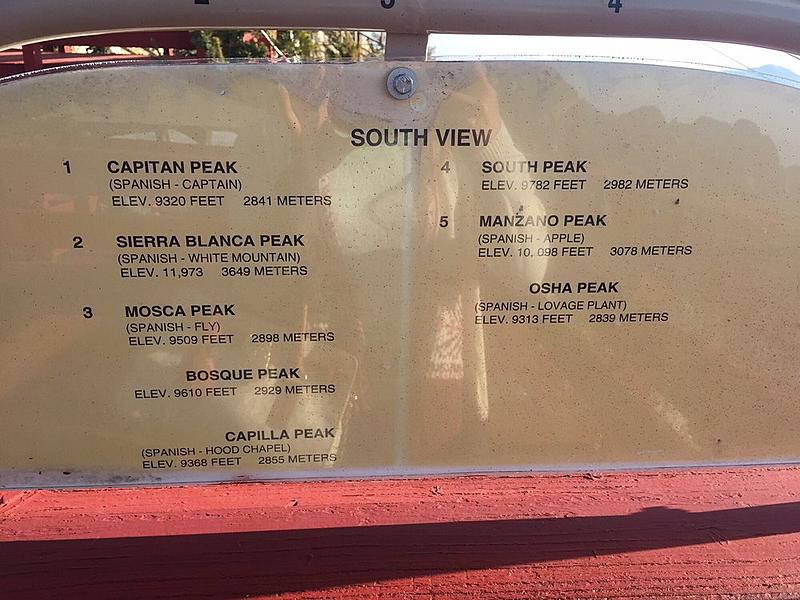 3 4
SOUTH VIEW
1 CAPITAN PEAK
(SPANISH - CAPTAIN)
ELEV. 9320 FEET 2841 METERS
2 SIERRA BLANCA PEAK
(SPANISH - WHITE MOUNTAIN)
ELEV. 11,973 3649 METERS
3 MOSCA PEAK
(SPANISH - FLY)
ELEV. 9509 FEET 2898 METERS
BOSQUE PEAK
ELEV. 9610 FEET 2929 METERS
CAPILLA PEAK
(SPANISH - HOOD CHAPEL)
ELEV. 9368 FEET 2855 METERS
4 SOUTH PEAK
ELEV. 9782 FEET 2982 METERS
5 MANZANO PEAK
(SPANISH - APPLE)
ELEV. 10, 098 FEET 3078 METERS
OSHA PEAK
(SPANISH - LOVAGE PLANT)
ELEV. 9313 FEET 2839 METERS